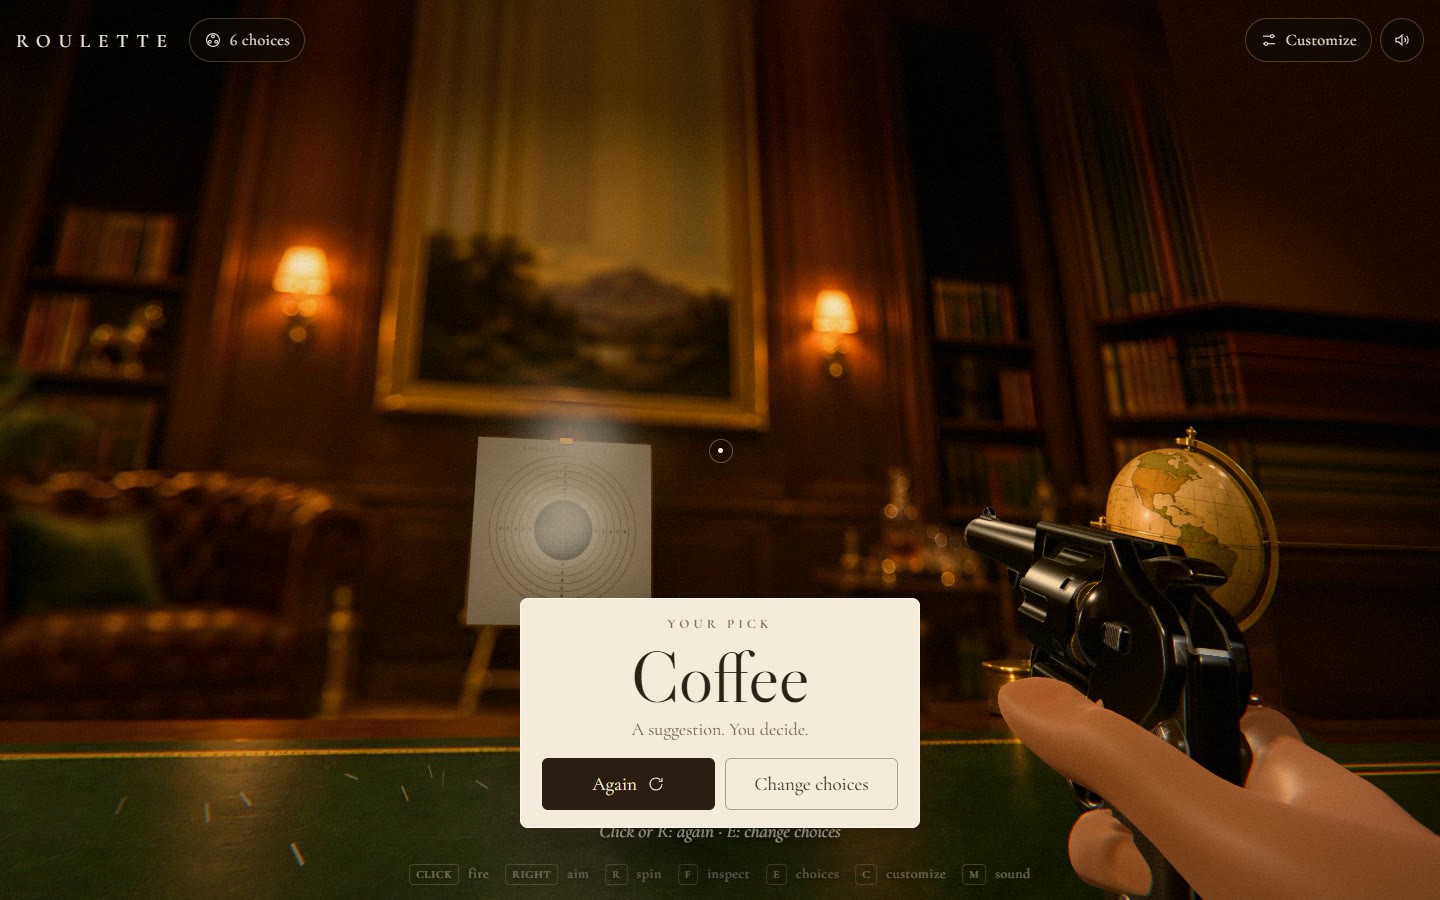 ROULETTE
6 choices
Customize
YOUR PICK
Coffee
A suggestion. You decide.
Again
Change choices
Click or R: again · E: change choices
CLICK fire RIGHT aim R spin F inspect E choices C customize M sound